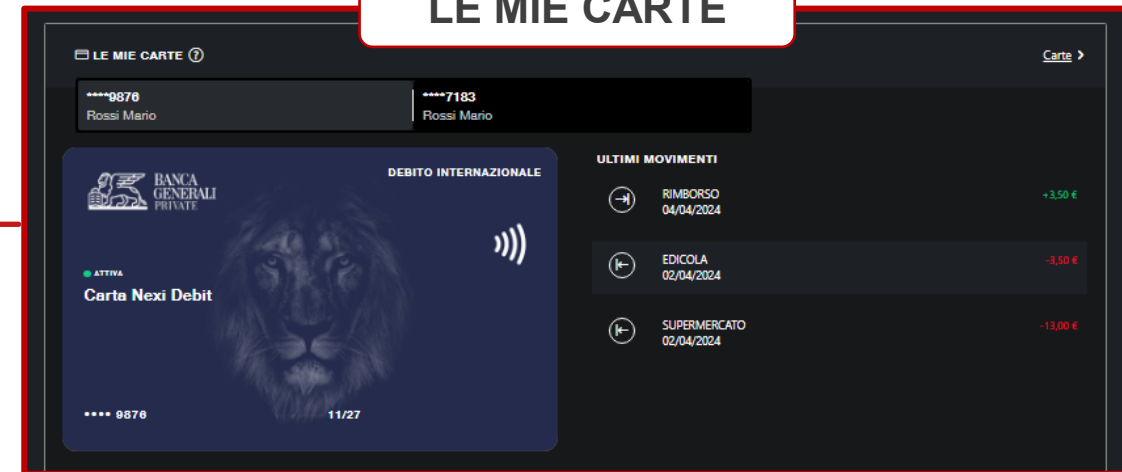 LE MIE CARTE
LE MIE CARTE ?
Carte >
****9876
Rossi Mario
****7183
Rossi Mario
BANCA
GENERALI
PRIVATE
DEBITO INTERNAZIONALE
ATTIVA
Carta Nexi Debit
•••• 9876 11/27
ULTIMI MOVIMENTI
RIMBORSO
04/04/2024
+3,50 €
EDICOLA
02/04/2024
-3,50 €
SUPERMERCATO
02/04/2024
-13,00 €